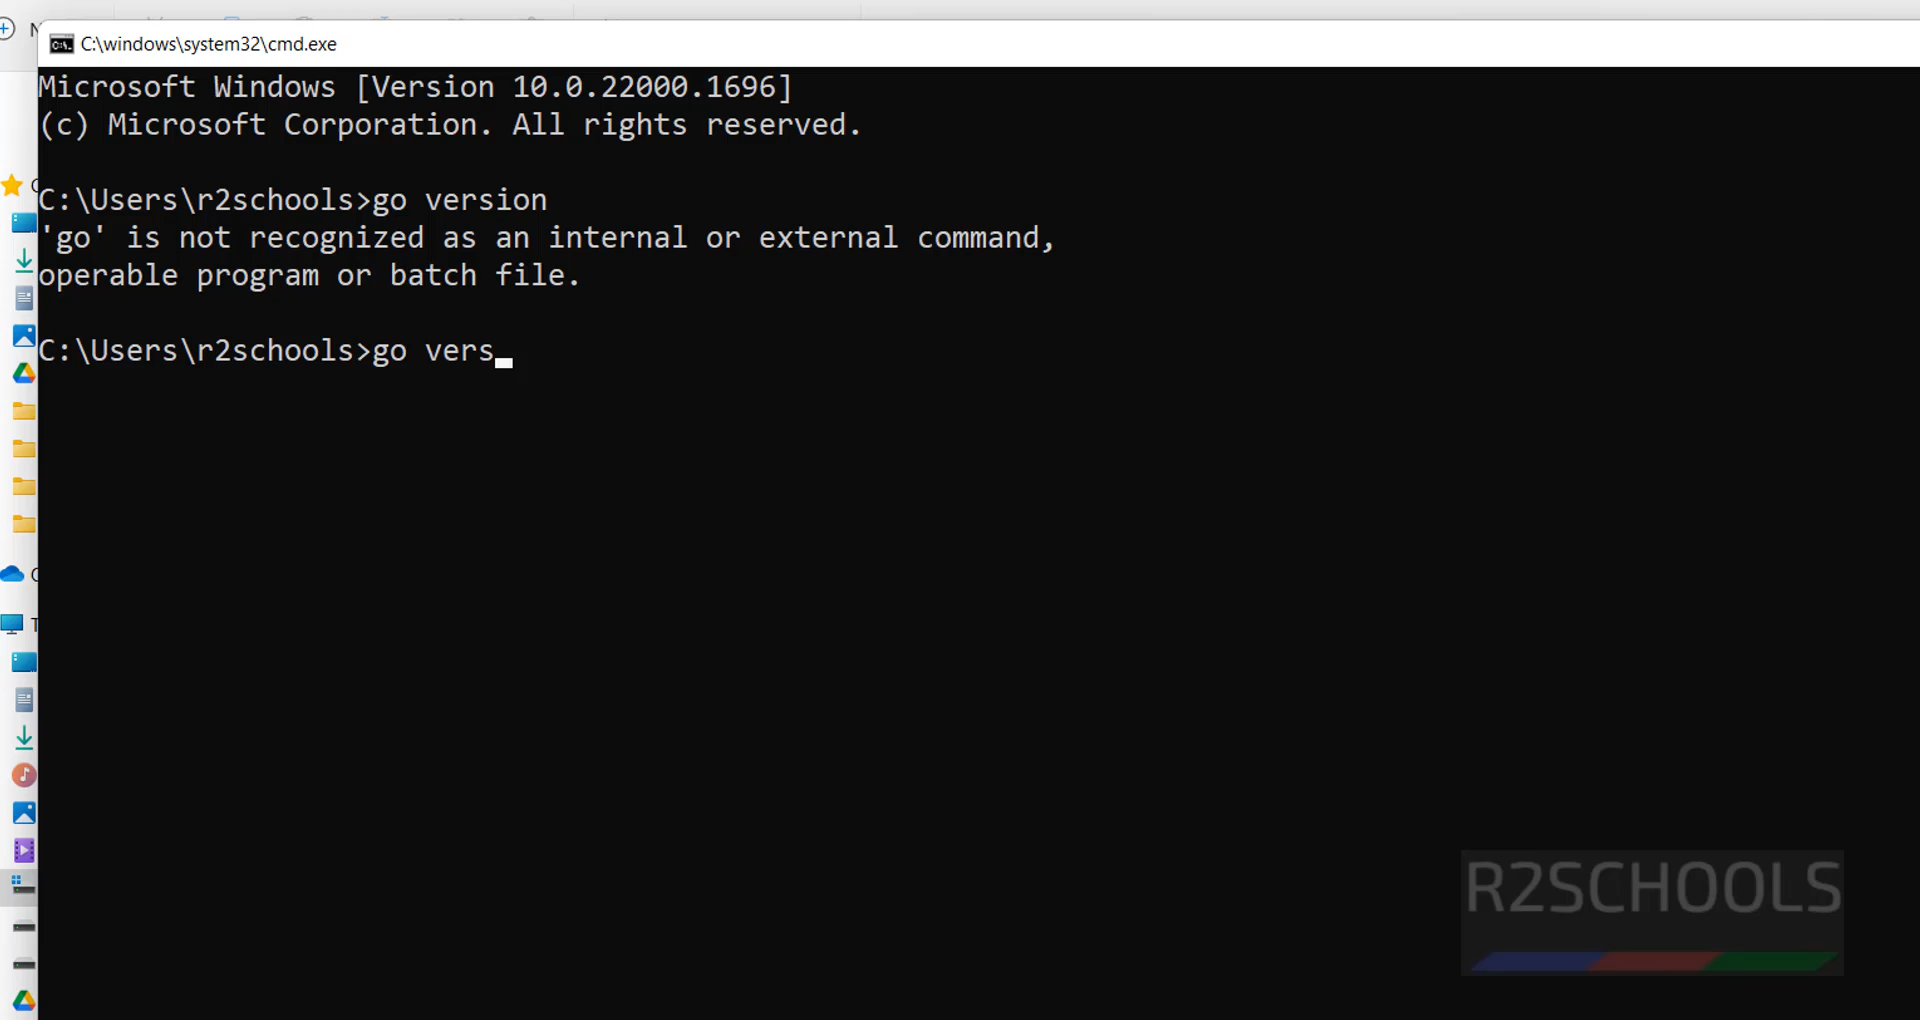 C:\windows\system32\cmd.exe
Microsoft Windows [Version 10.0.22000.1696]
(c) Microsoft Corporation. All rights reserved.
C:\Users\r2schools>go version
'go' is not recognized as an internal or external command,
operable program or batch file.
C:\Users\r2schools>go vers
R2SCHOOLS